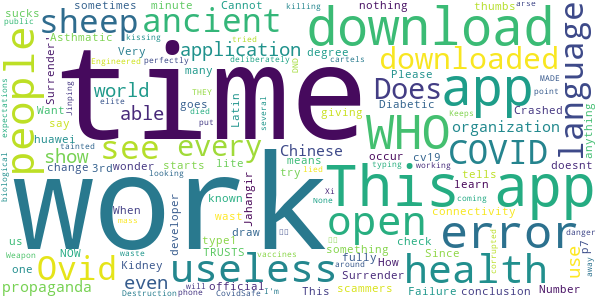 sucks
public
sometimes
Asthmatic
sheep
ancient
minute
Cannot
kissing
killing
nothing
tried
download
thumbs
arse
language
expectations
people
Surrender
time
Very
Engineered
perfectly
application
degree
deliberately
DND
cartels
downloaded
Please
Diabetic
MADE
point
anything
Want
say
huawei
tainted
world
able
Jinping
elite
many
goes
THEY
died
put
Latin
several
giving
Does
app
Crashed
Keeps
biological
show
see
every
WHO
COVID
organization
doesnt
change
3rd
wonder
starts
lite
Chinese
means
try
occur
cv19
tells
learn
coming
work
This app
When
mass
looking
known
wast
Jahangir
Xi
None
typing
working
lied
connectivity
us
NOW
Ovid
developer
type1
draw
open
something
check
error
use
p7
danger
away
Weapon
one
waste
Kidney
TRUSTS
useless
fully
Surrender
How
Since
health
corrupted
propaganda
even
Destruction
phone
will
official
CovidSafe
This
I'm
vaccines
around
scammers
Failure
conclusion
Number